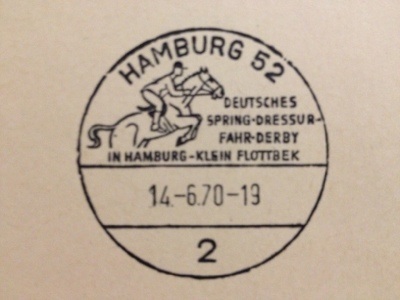 HAMBURG 52
DEUTSCHES
SPRING-DRESSUR-
FAHR-DERBY
IN HAMBURG-KLEIN FLOTTBEK
14.-6.70-19
2